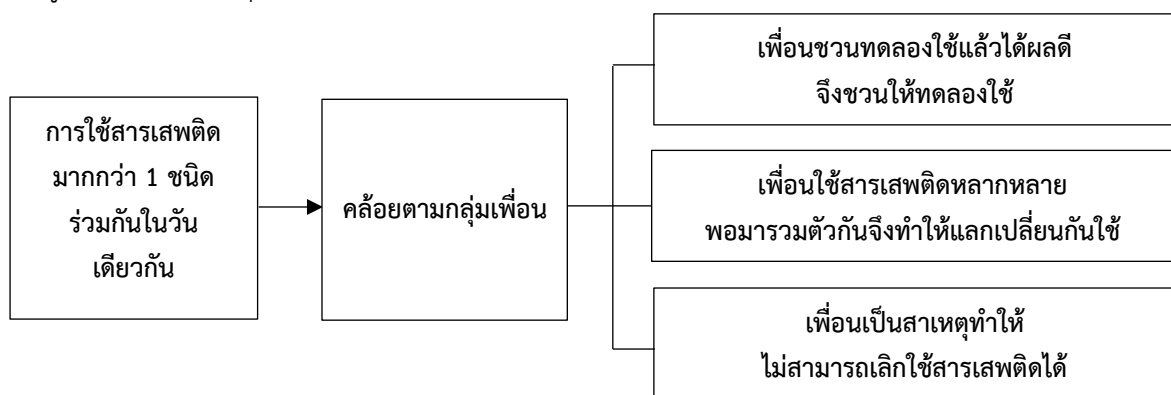 การใช้สารเสพติด
มากกว่า 1 ชนิด
ร่วมกันในวัน
เดียวกัน
คล้อยตามกลุ่มเพื่อน
เพื่อนชวนทดลองใช้แล้วได้ผลดี
จึงชวนให้ทดลองใช้
เพื่อนใช้สารเสพติดหลากหลาย
พอมารวมตัวกันจึงทำให้แลกเปลี่ยนกันใช้
เพื่อนเป็นสาเหตุทำให้
ไม่สามารถเลิกใช้สารเสพติดได้